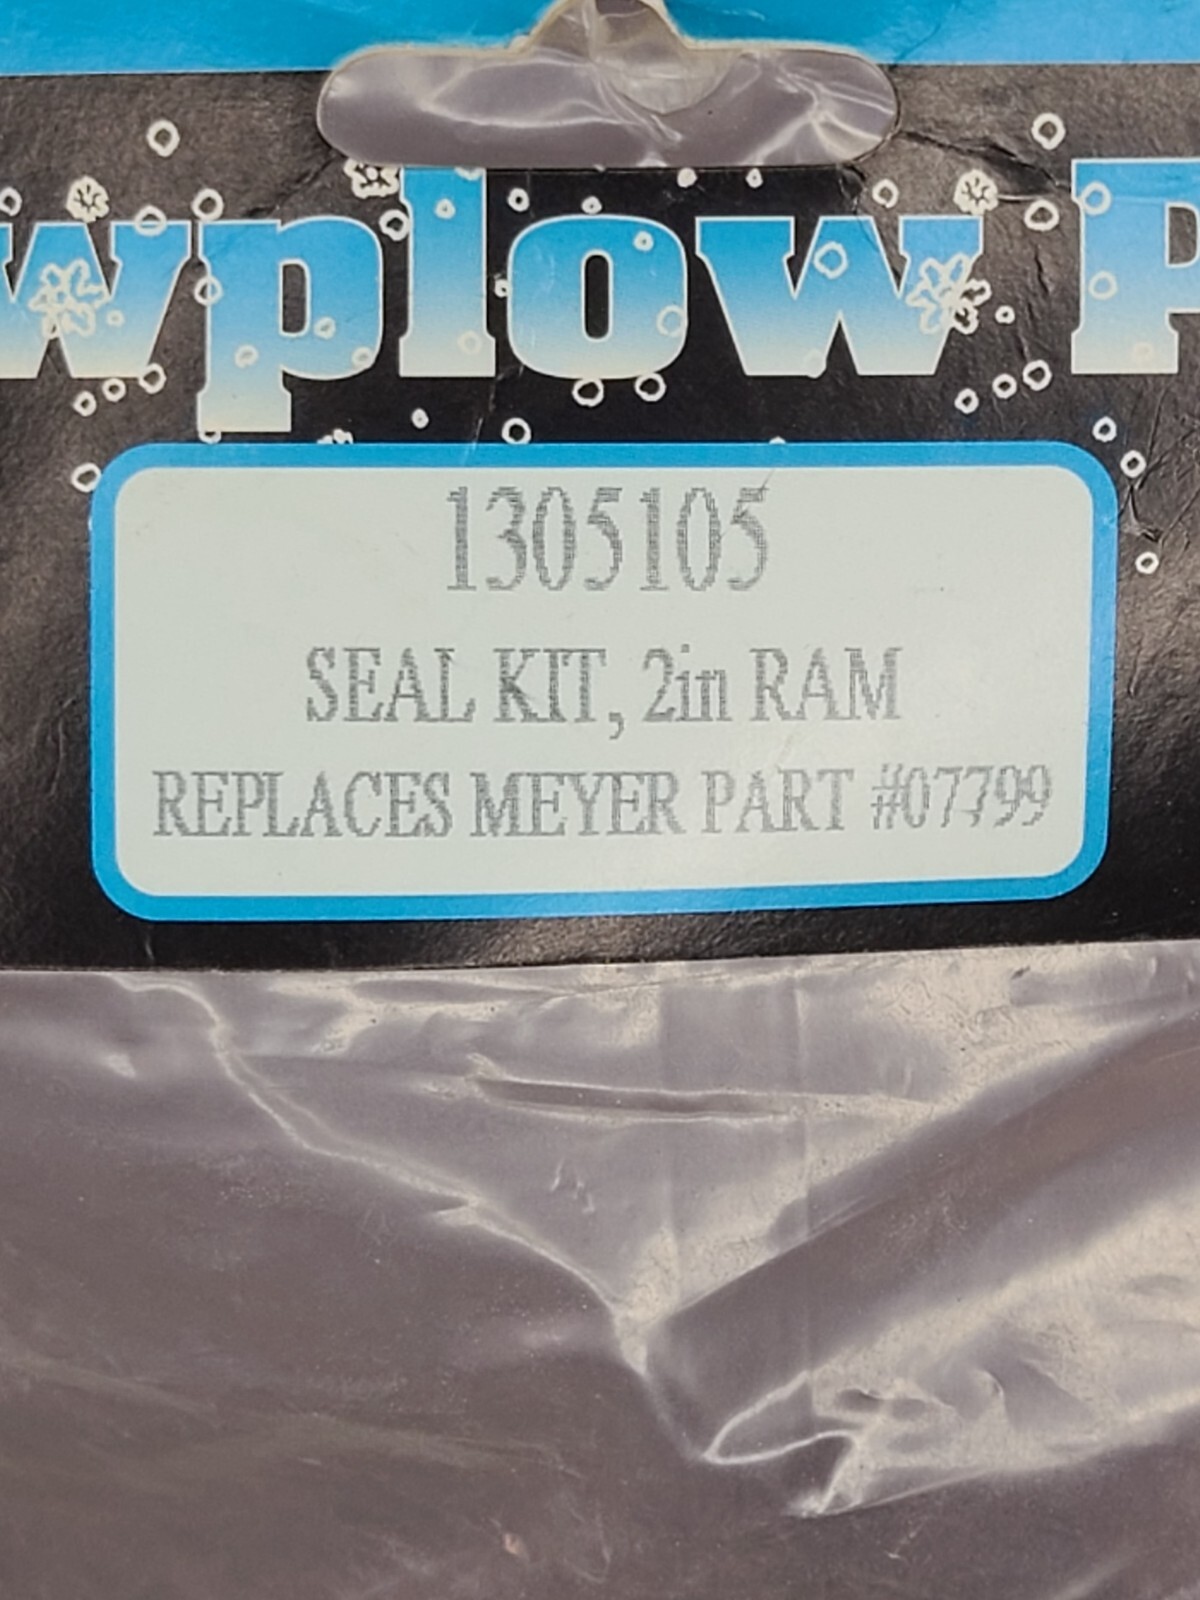 wplow P
1305105
SEAL KIT, 2in RAM
REPLACES MEYER PART #07799